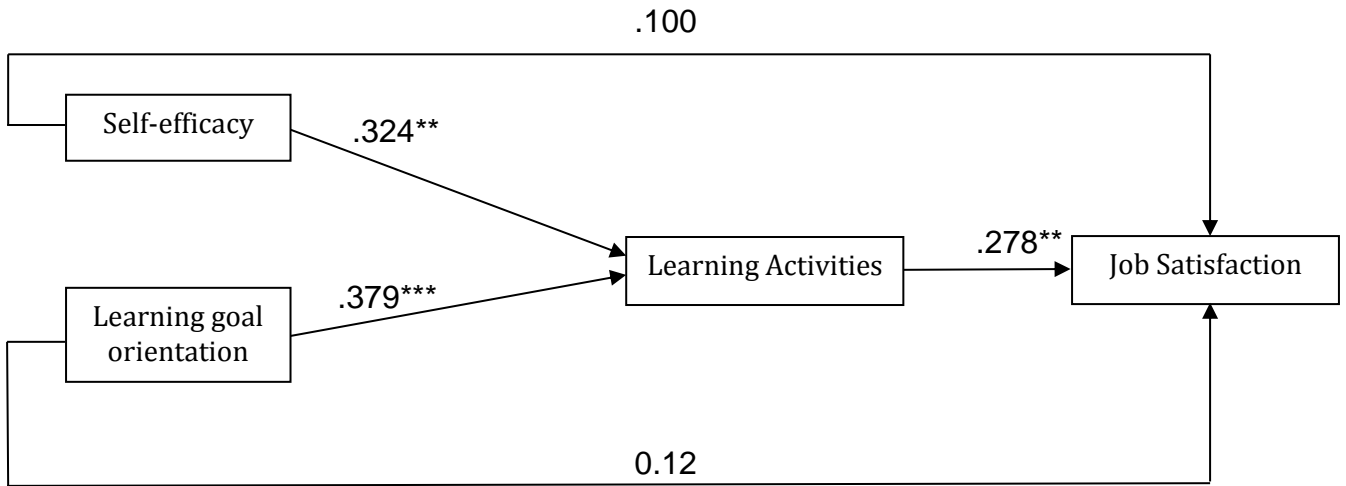 .100
Self-efficacy
.324**
Learning Activities
.278**
Job Satisfaction
.379***
Learning goal
orientation
0.12